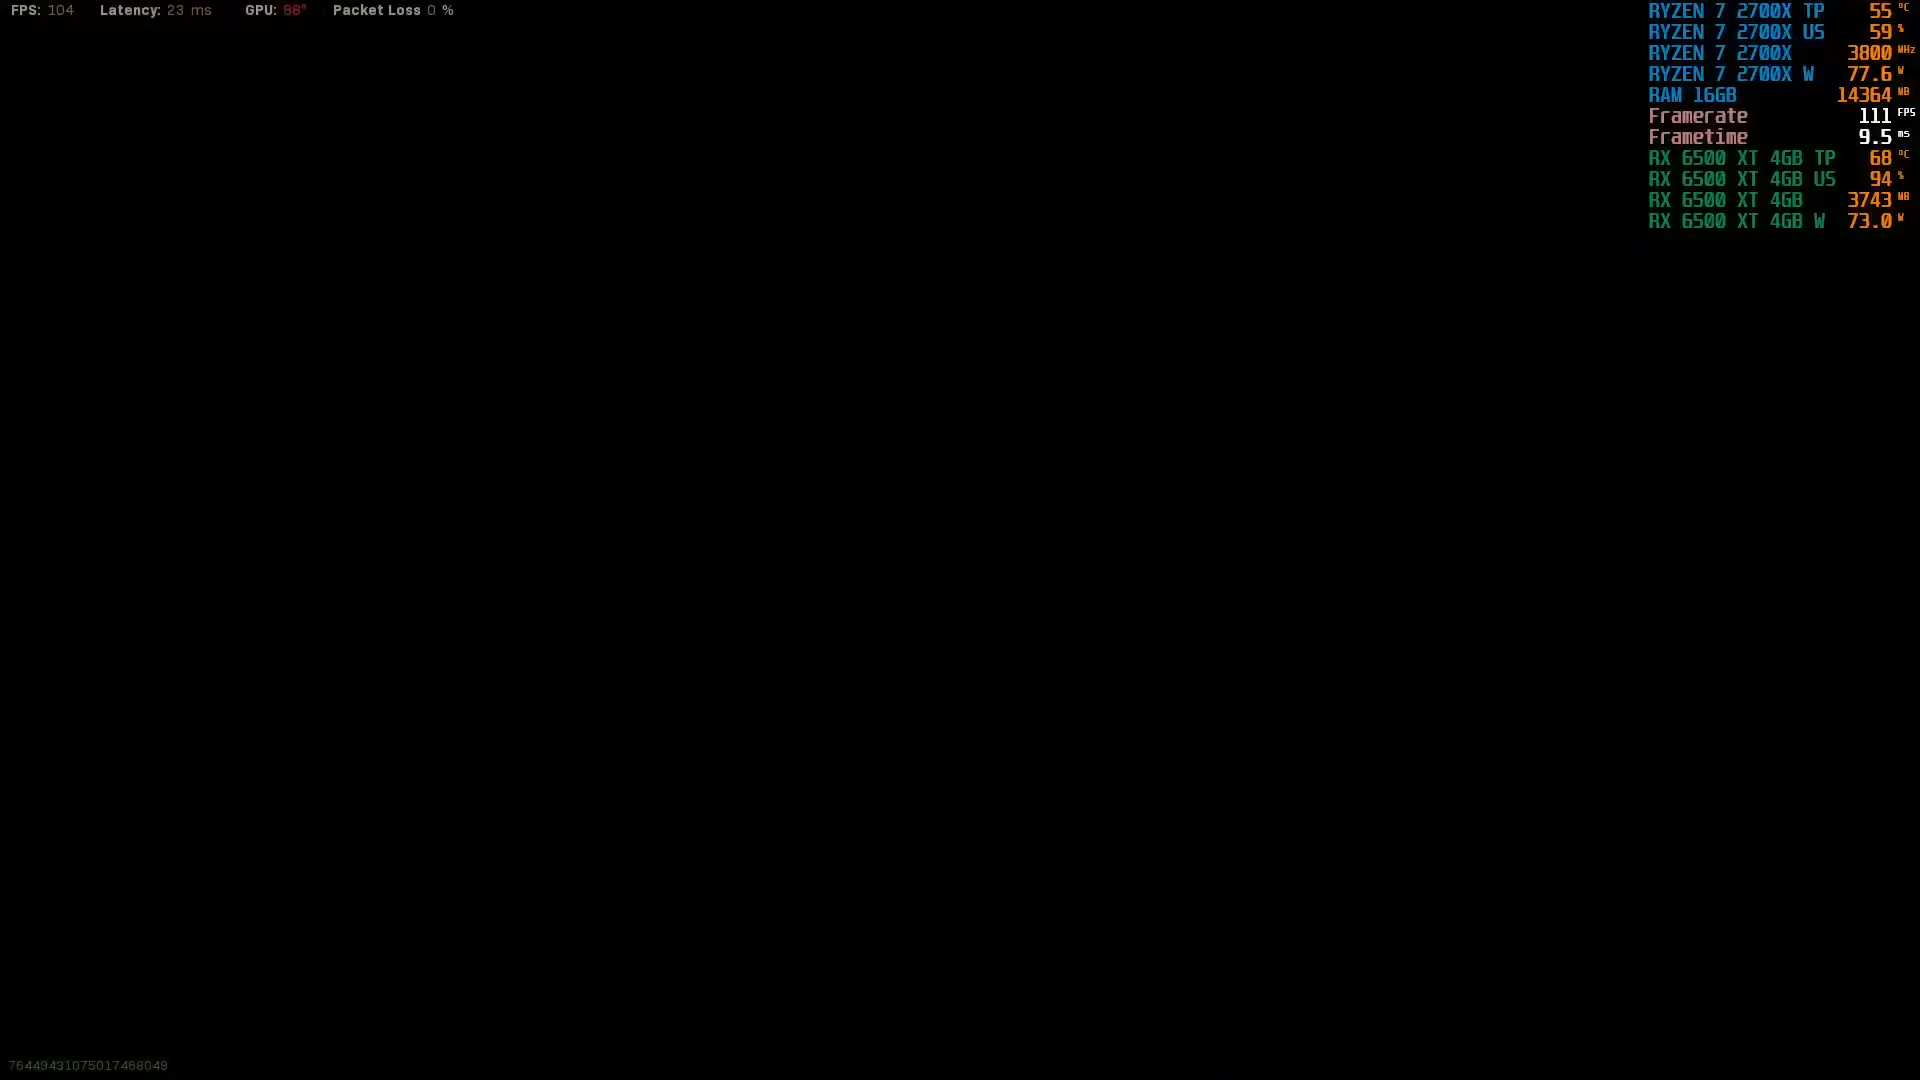 FPS: 104 Latency: 23 ms GPU: 88° Packet Loss 0 %
RYZEN 7 2700X TP 55 °C
RYZEN 7 2700X US 59 %
RYZEN 7 2700X 3800 MHz
RYZEN 7 2700X W 77.6 W
RAM 16GB 14364 MB
Framerate 111 FPS
Frametime 9.5 ms
RX 6500 XT 4GB TP 68 °C
RX 6500 XT 4GB US 94 %
RX 6500 XT 4GB 3743 MB
RX 6500 XT 4GB W 73.0 W
76449431075017468049